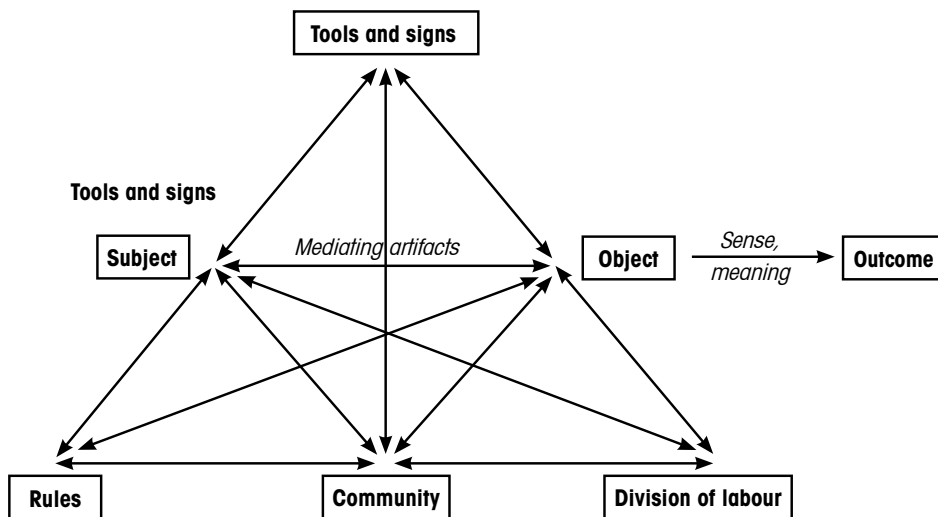 Tools and signs
Tools and signs
Subject
Mediating artifacts
Object
Sense,
meaning
Outcome
Rules
Community
Division of labour